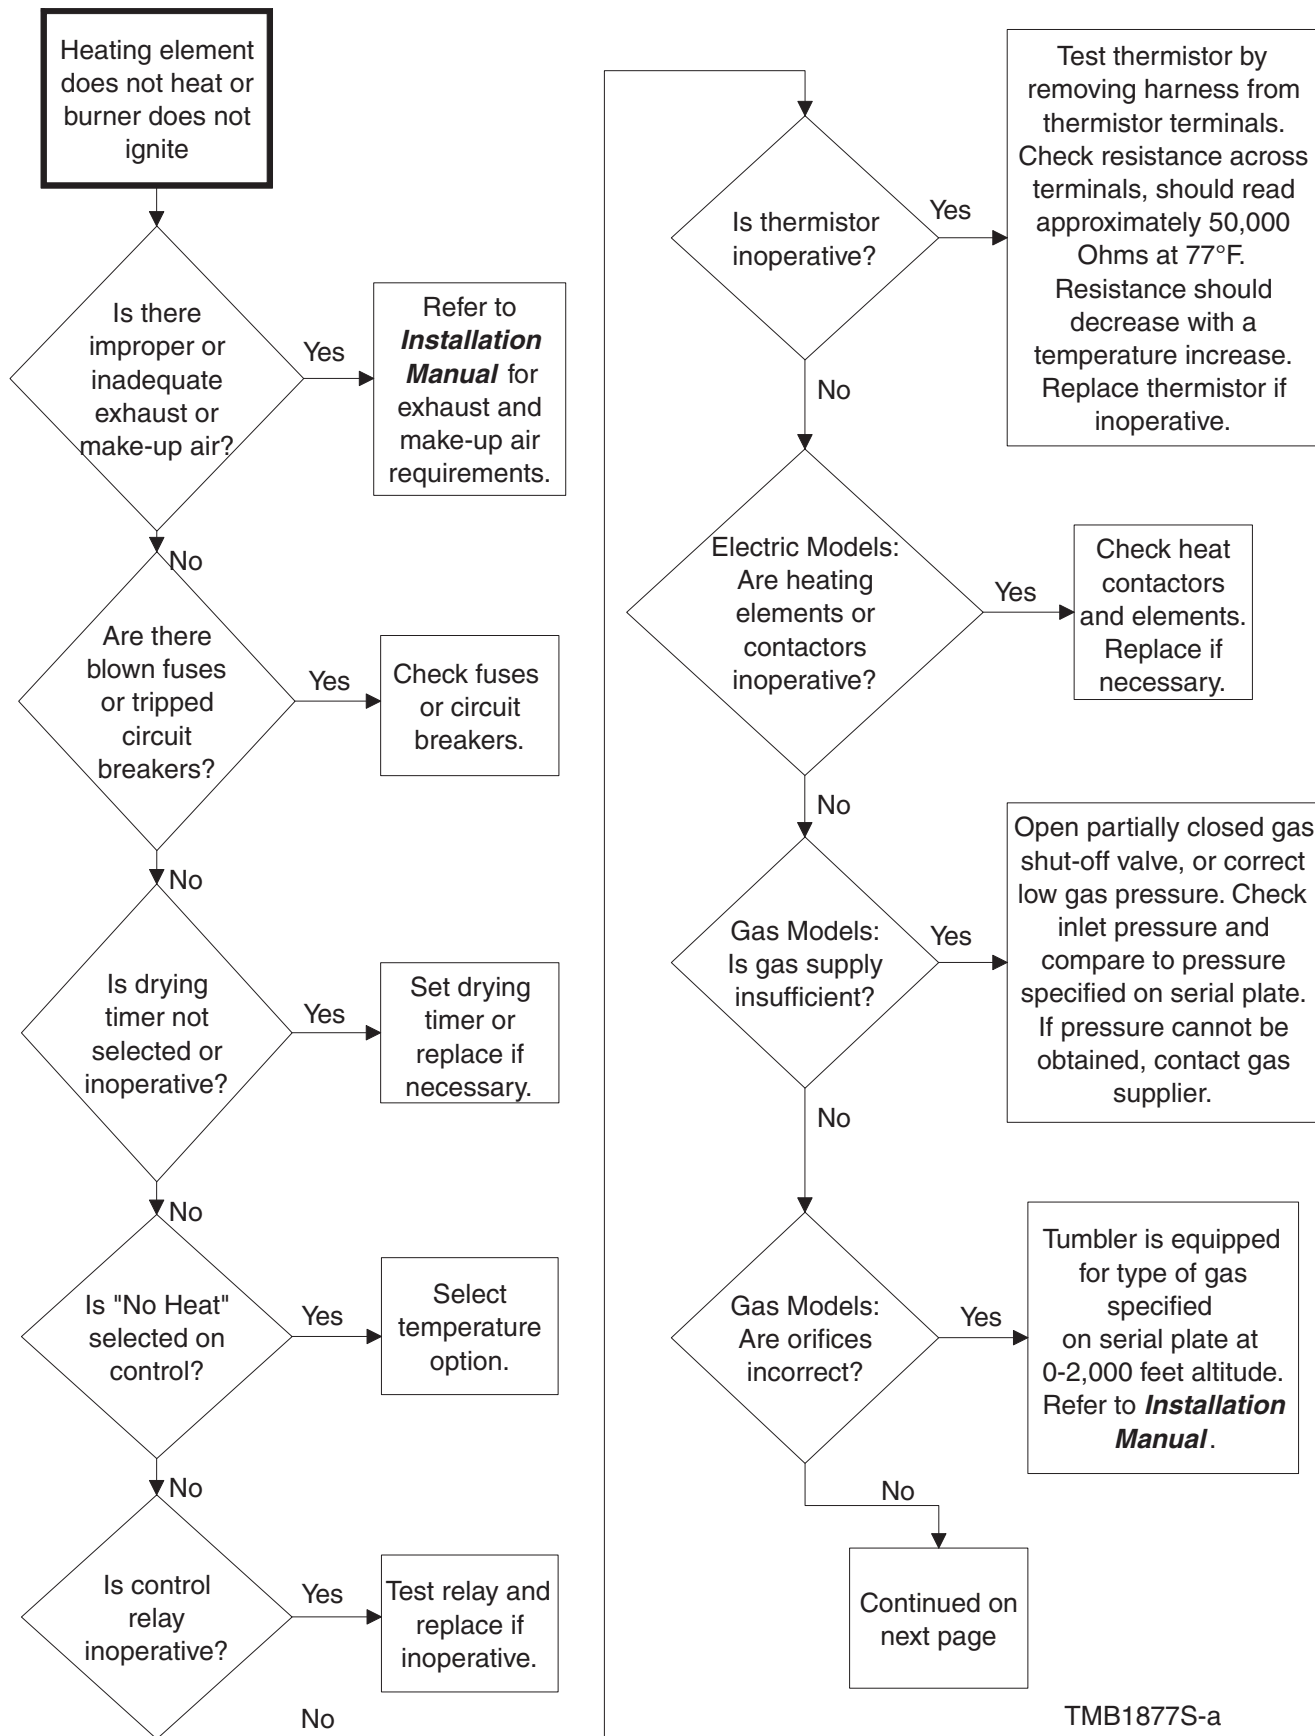 Heating element
does not heat or
burner does not
ignite
Is there
improper or
inadequate
exhaust or
make-up air?
Yes
Refer to
Installation
Manual for
exhaust and
make-up air
requirements.
No
Are there
blown fuses
or tripped
circuit
breakers?
Yes
Check fuses
or circuit
breakers.
No
Is drying
timer not
selected or
inoperative?
Yes
Set drying
timer or
replace if
necessary.
No
Is "No Heat"
selected on
control?
Yes
Select
temperature
option.
No
Is control
relay
inoperative?
Yes
Test relay and
replace if
inoperative.
No
Is thermistor
inoperative?
Yes
Test thermistor by
removing harness from
thermistor terminals.
Check resistance across
terminals, should read
approximately 50,000
Ohms at 77°F.
Resistance should
decrease with a
temperature increase.
Replace thermistor if
inoperative.
No
Electric Models:
Are heating
elements or
contactors
inoperative?
Yes
Check heat
contactors
and elements.
Replace if
necessary.
No
Gas Models:
Is gas supply
insufficient?
Yes
Open partially closed gas
shut-off valve, or correct
low gas pressure. Check
inlet pressure and
compare to pressure
specified on serial plate.
If pressure cannot be
obtained, contact gas
supplier.
No
Gas Models:
Are orifices
incorrect?
Yes
Tumbler is equipped
for type of gas
specified
on serial plate at
0-2,000 feet altitude.
Refer to Installation
Manual.
No
Continued on
next page
TMB1877S-a